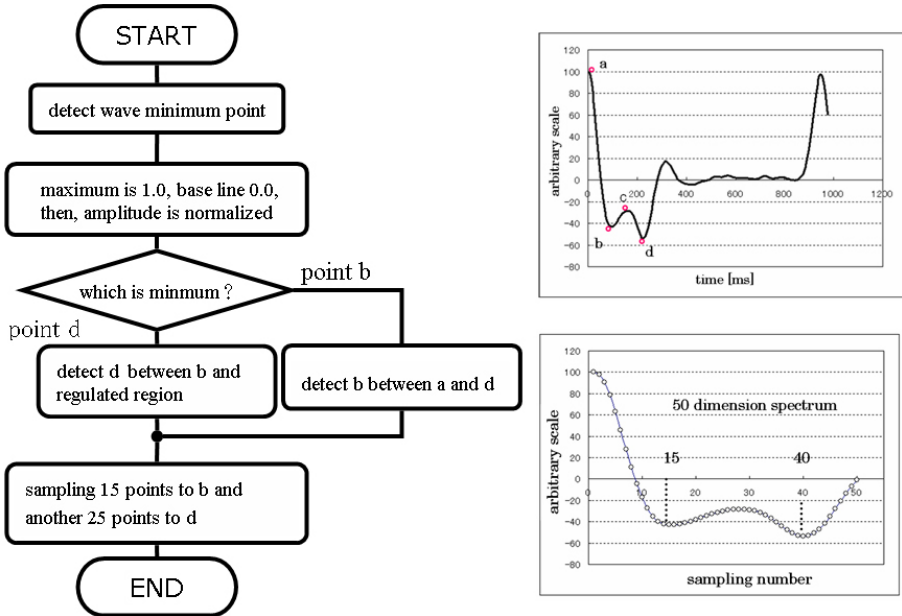 START
detect wave minimum point
maximum is 1.0, base line 0.0,
then, amplitude is normalized
which is minmum ?
point b
point d
detect d between b and
regulated region
detect b between a and d
sampling 15 points to b and
another 25 points to d
END
120
100
80
60
40
20
0
-20
-40
-60
-80
0
200
400
600
800
1000
1200
a
b
c
d
arbitrary scale
time [ms]
120
100
80
60
40
20
0
-20
-40
-60
-80
0
10
20
30
40
50
50 dimension spectrum
15
40
arbitrary scale
sampling number